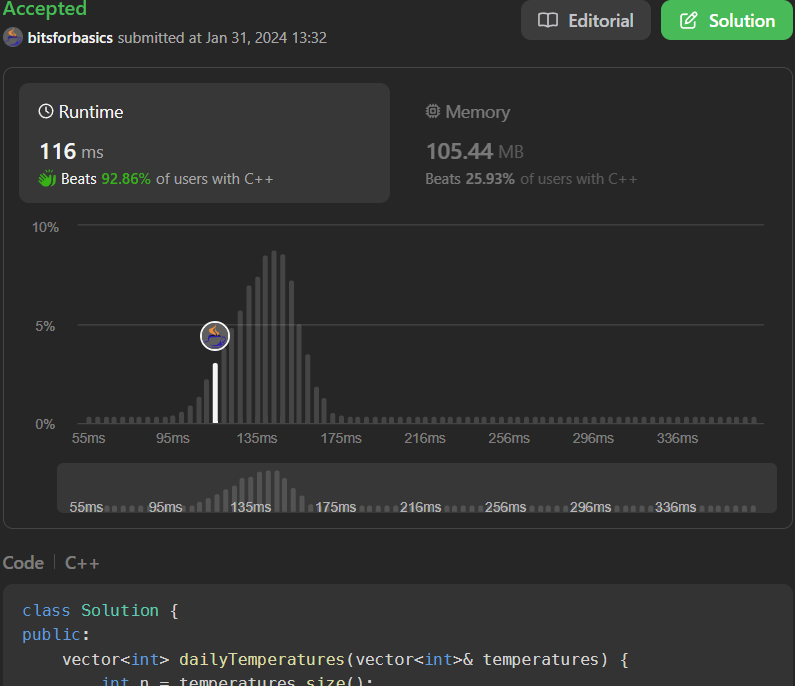 Accepted
Editorial
Solution
bitsforbasics submitted at Jan 31, 2024 13:32
Runtime
116 ms
Beats 92.86% of users with C++
Memory
105.44 MB
Beats 25.93% of users with C++
10%
5%
0%
55ms 95ms 135ms 175ms 216ms 256ms 296ms 336ms
55ms 95ms 135ms 175ms 216ms 256ms 296ms 336ms
Code C++
class Solution {
public:
vector<int> dailyTemperatures(vector<int>& temperatures) {
int n = temperatures.size();